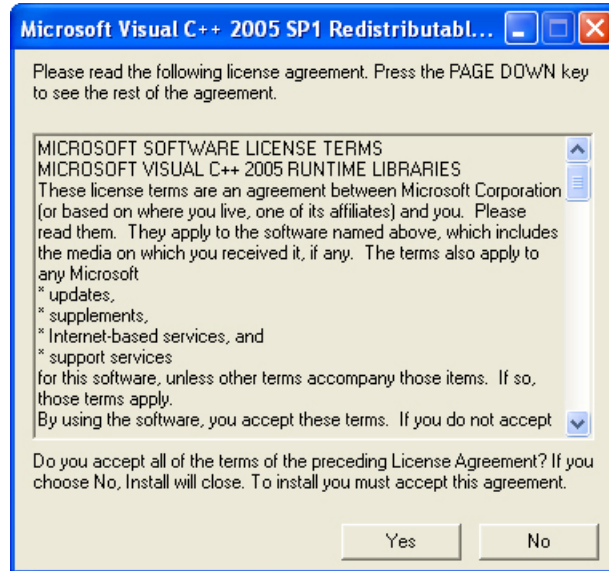 Microsoft Visual C++ 2005 SP1 Redistributabl...
Please read the following license agreement. Press the PAGE DOWN key
to see the rest of the agreement.
MICROSOFT SOFTWARE LICENSE TERMS
MICROSOFT VISUAL C++ 2005 RUNTIME LIBRARIES
These license terms are an agreement between Microsoft Corporation
(or based on where you live, one of its affiliates) and you.  Please
read them.  They apply to the software named above, which includes
the media on which you received it, if any.  The terms also apply to
any Microsoft
* updates,
* supplements,
* Internet-based services, and
* support services
for this software, unless other terms accompany those items.  If so,
those terms apply.
By using the software, you accept these terms.  If you do not accept
Do you accept all of the terms of the preceding License Agreement? If you
choose No, Install will close. To install you must accept this agreement.
Yes No